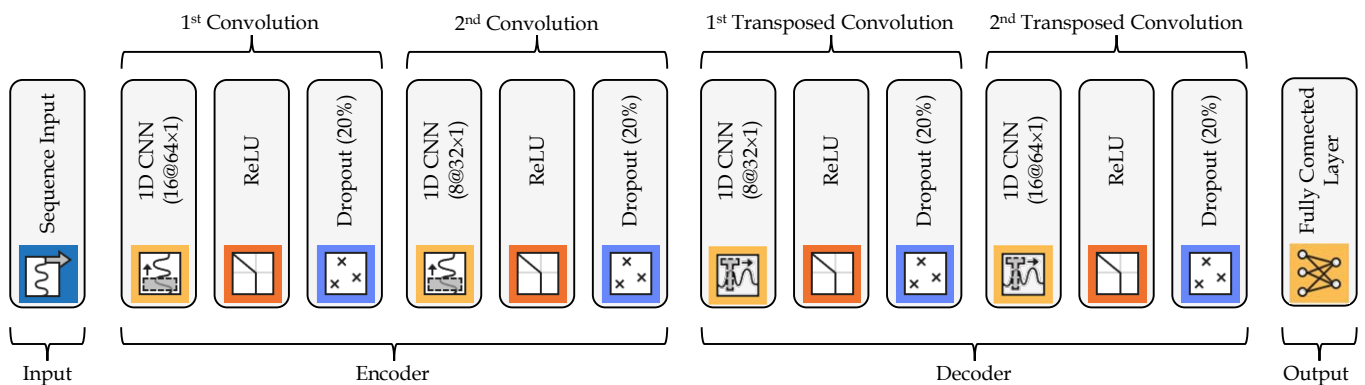 1st Convolution
2nd Convolution
1st Transposed Convolution
2nd Transposed Convolution
Sequence Input
1D CNN
(16@64×1)
ReLU
Dropout (20%)
1D CNN
(8@32×1)
ReLU
Dropout (20%)
1D CNN
(8@32×1)
ReLU
Dropout (20%)
1D CNN
(16@64×1)
ReLU
Dropout (20%)
Fully Connected
Layer
Input
Encoder
Decoder
Output